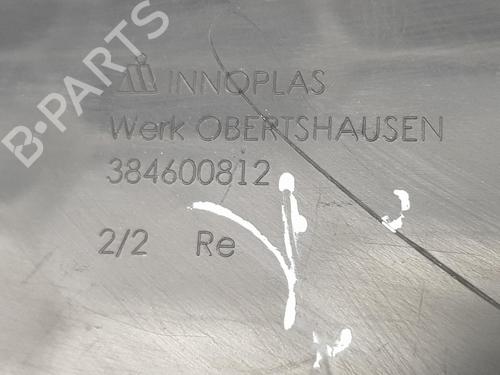 B-PARTS
INNOPLAS
Werk OBERTSHAUSEN
384600812
2/2 Re